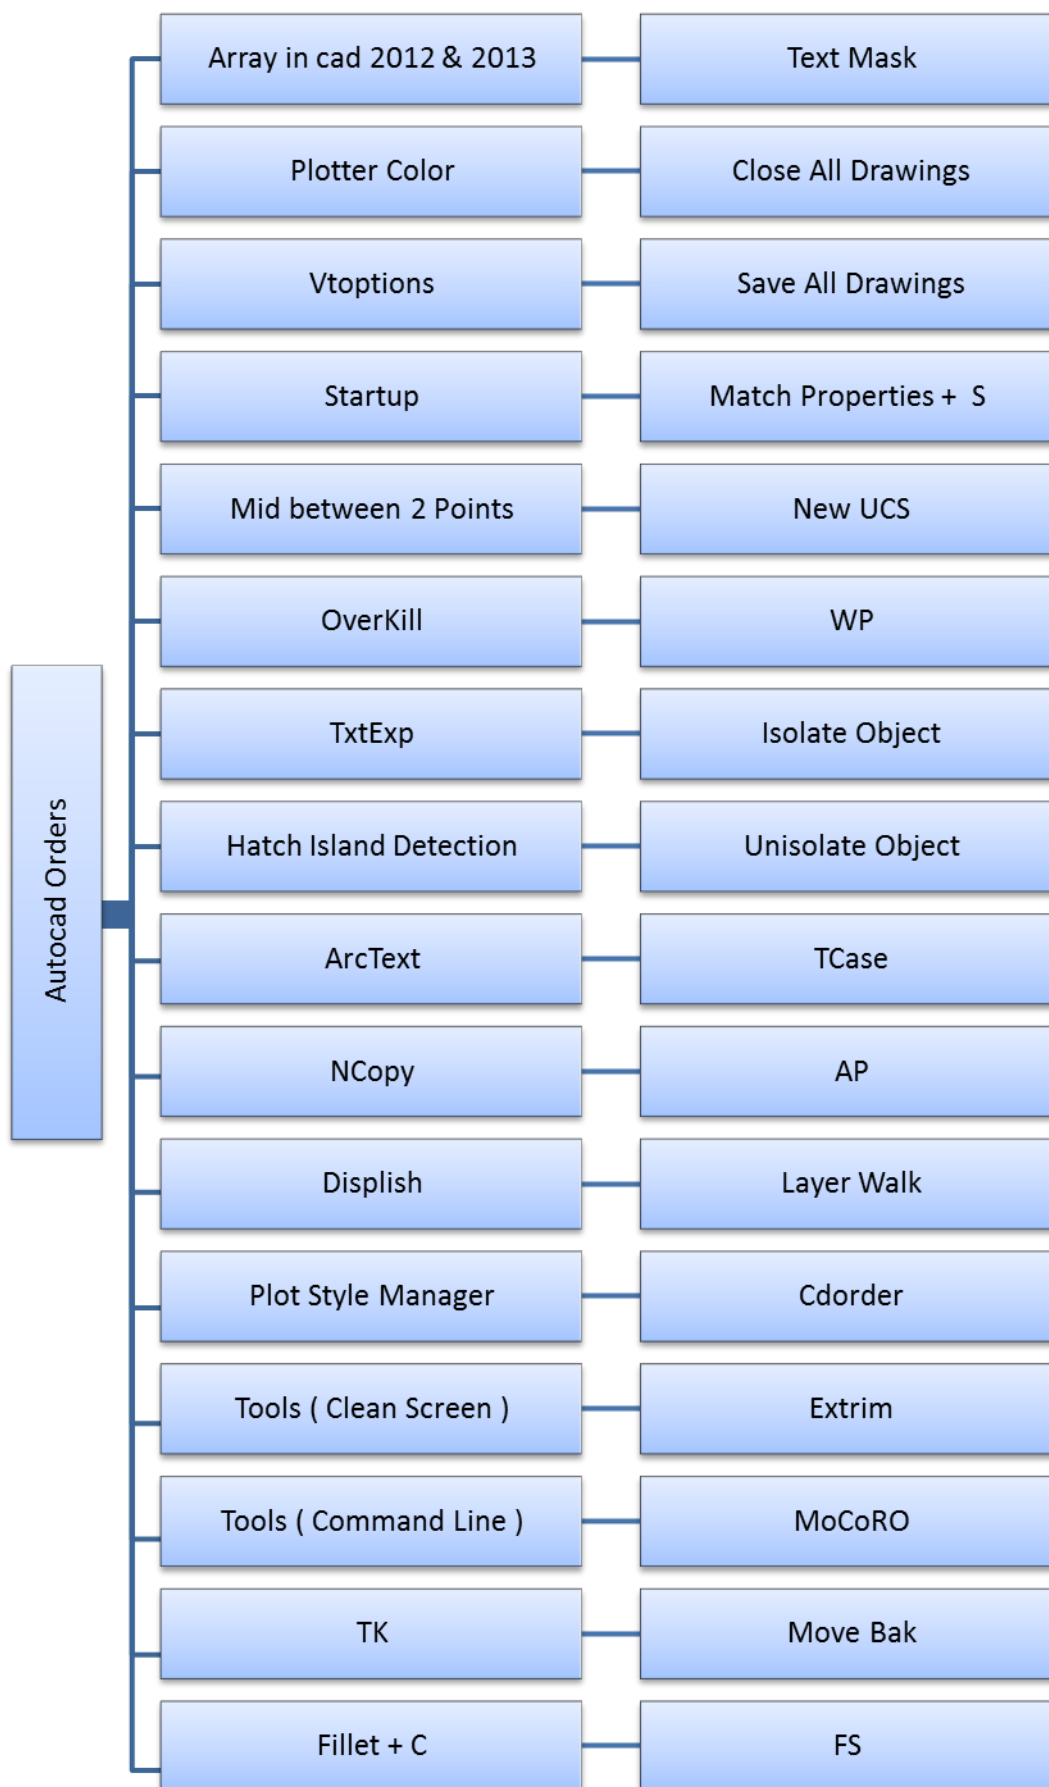 Autocad Orders
Array in cad 2012 & 2013
Text Mask
Plotter Color
Close All Drawings
Vtoptions
Save All Drawings
Startup
Match Properties + S
Mid between 2 Points
New UCS
OverKill
WP
TxtExp
Isolate Object
Hatch Island Detection
Unisolate Object
ArcText
TCase
NCopy
AP
Displish
Layer Walk
Plot Style Manager
Cdorder
Tools ( Clean Screen )
Extrim
Tools ( Command Line )
MoCoRO
TK
Move Bak
Fillet + C
FS